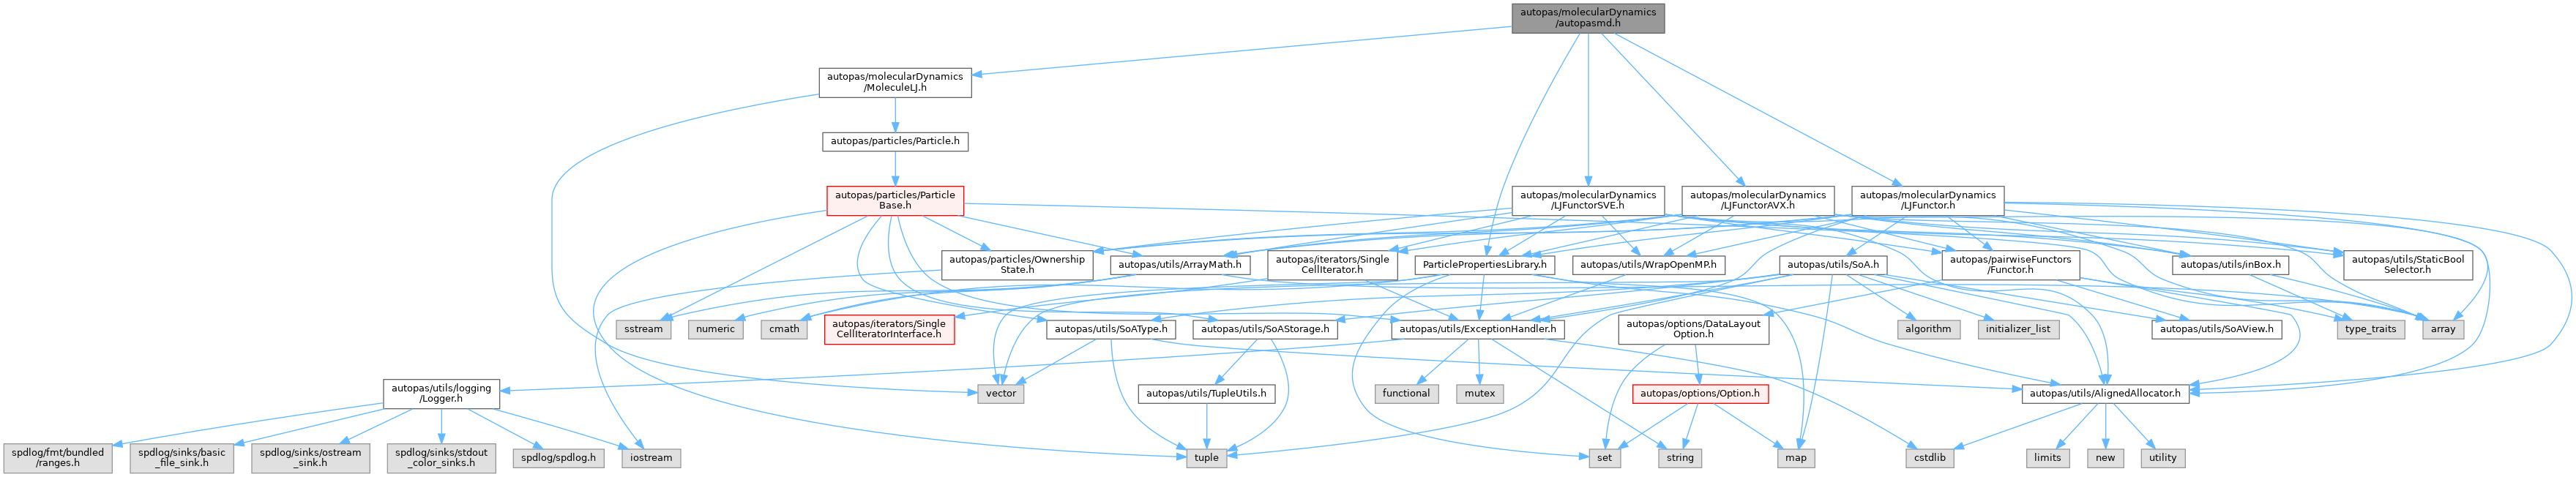 autopas/molecularDynamics
/autopasmd.h
autopas/molecularDynamics
/MoleculeLJ.h
autopas/particles/Particle.h
autopas/particles/Particle
Base.h
autopas/molecularDynamics
/LJFunctorSVE.h
autopas/molecularDynamics
/LJFunctorAVX.h
autopas/molecularDynamics
/LJFunctor.h
autopas/particles/Ownership
State.h
autopas/utils/ArrayMath.h
autopas/iterators/Single
CellIterator.h
ParticlePropertiesLibrary.h
autopas/utils/WrapOpenMP.h
autopas/utils/SoA.h
autopas/pairwiseFunctors
/Functor.h
autopas/utils/inBox.h
autopas/utils/StaticBool
Selector.h
sstream
numeric
cmath
autopas/iterators/Single
CellIteratorInterface.h
autopas/utils/SoAType.h
autopas/utils/SoAStorage.h
autopas/utils/ExceptionHandler.h
autopas/options/DataLayout
Option.h
algorithm
initializer_list
autopas/utils/SoAView.h
type_traits
array
autopas/utils/logging
/Logger.h
vector
autopas/utils/TupleUtils.h
functional
mutex
autopas/options/Option.h
autopas/utils/AlignedAllocator.h
spdlog/fmt/bundled
/ranges.h
spdlog/sinks/basic
_file_sink.h
spdlog/sinks/ostream
_sink.h
spdlog/sinks/stdout
_color_sinks.h
spdlog/spdlog.h
iostream
tuple
set
string
map
cstdlib
limits
new
utility